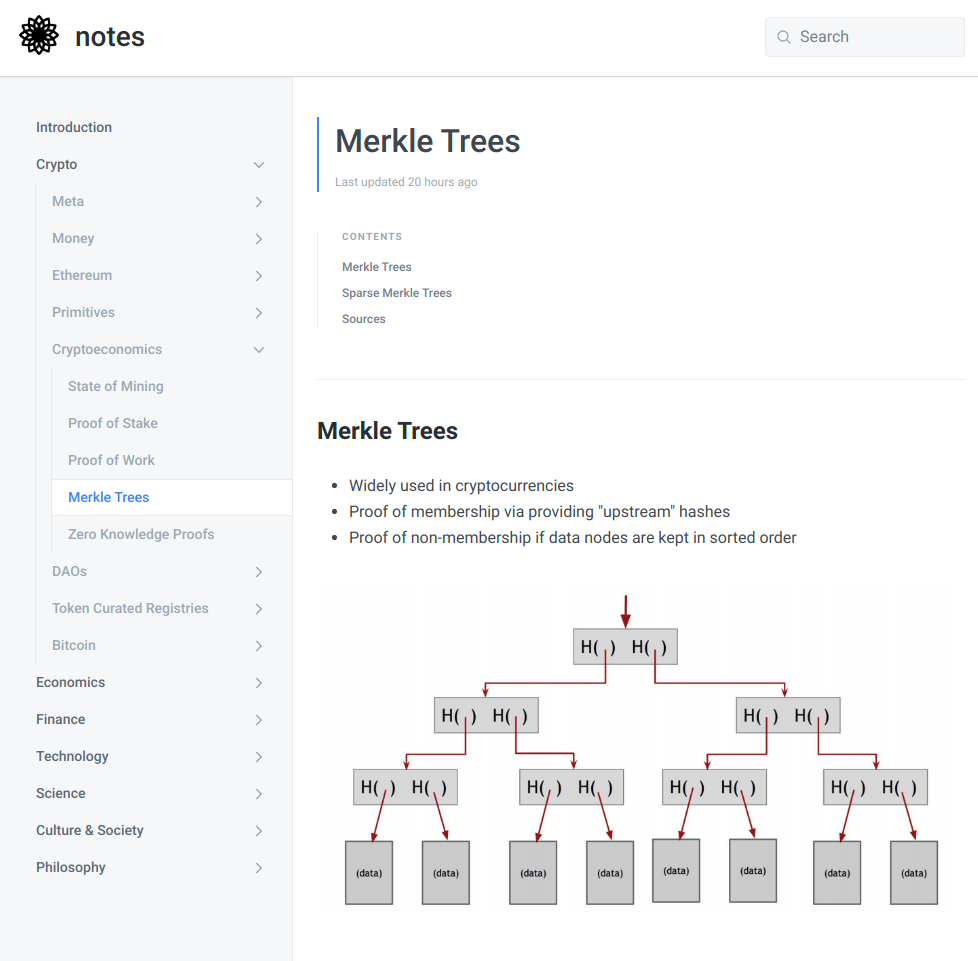 notes
Search
Introduction
Crypto
Meta
Money
Ethereum
Primitives
Cryptoeconomics
State of Mining
Proof of Stake
Proof of Work
Merkle Trees
Zero Knowledge Proofs
DAOs
Token Curated Registries
Bitcoin
Economics
Finance
Technology
Science
Culture & Society
Philosophy
Merkle Trees
Last updated 20 hours ago
CONTENTS
Merkle Trees
Sparse Merkle Trees
Sources
Merkle Trees
• Widely used in cryptocurrencies
• Proof of membership via providing "upstream" hashes
• Proof of non-membership if data nodes are kept in sorted order
H( ) H( )
H( ) H( ) H( ) H( )
H( ) H( ) H( ) H( ) H( ) H( ) H( ) H( )
(data) (data) (data) (data) (data) (data) (data) (data)